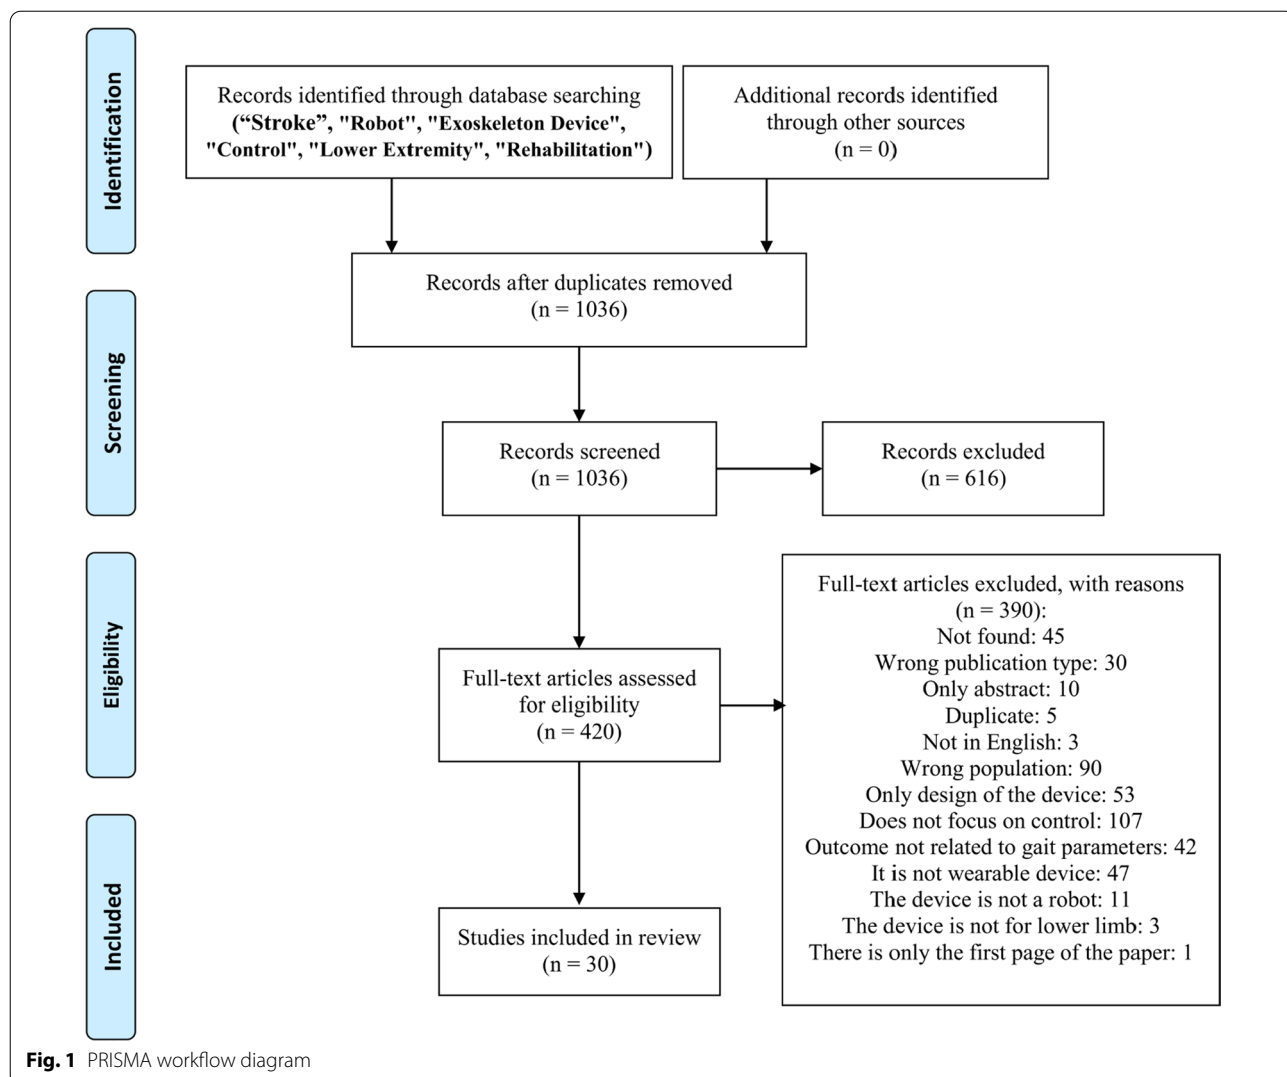 Identification
Records identified through database searching
(“Stroke”, "Robot", "Exoskeleton Device",
"Control", "Lower Extremity", "Rehabilitation")
Additional records identified
through other sources
(n = 0)
Records after duplicates removed
(n = 1036)
Screening
Records screened
(n = 1036)
Records excluded
(n = 616)
Eligibility
Full-text articles assessed
for eligibility
(n = 420)
Full-text articles excluded, with reasons
(n = 390):
Not found: 45
Wrong publication type: 30
Only abstract: 10
Duplicate: 5
Not in English: 3
Wrong population: 90
Only design of the device: 53
Does not focus on control: 107
Outcome not related to gait parameters: 42
It is not wearable device: 47
The device is not a robot: 11
The device is not for lower limb: 3
There is only the first page of the paper: 1
Included
Studies included in review
(n = 30)
Fig. 1 PRISMA workflow diagram